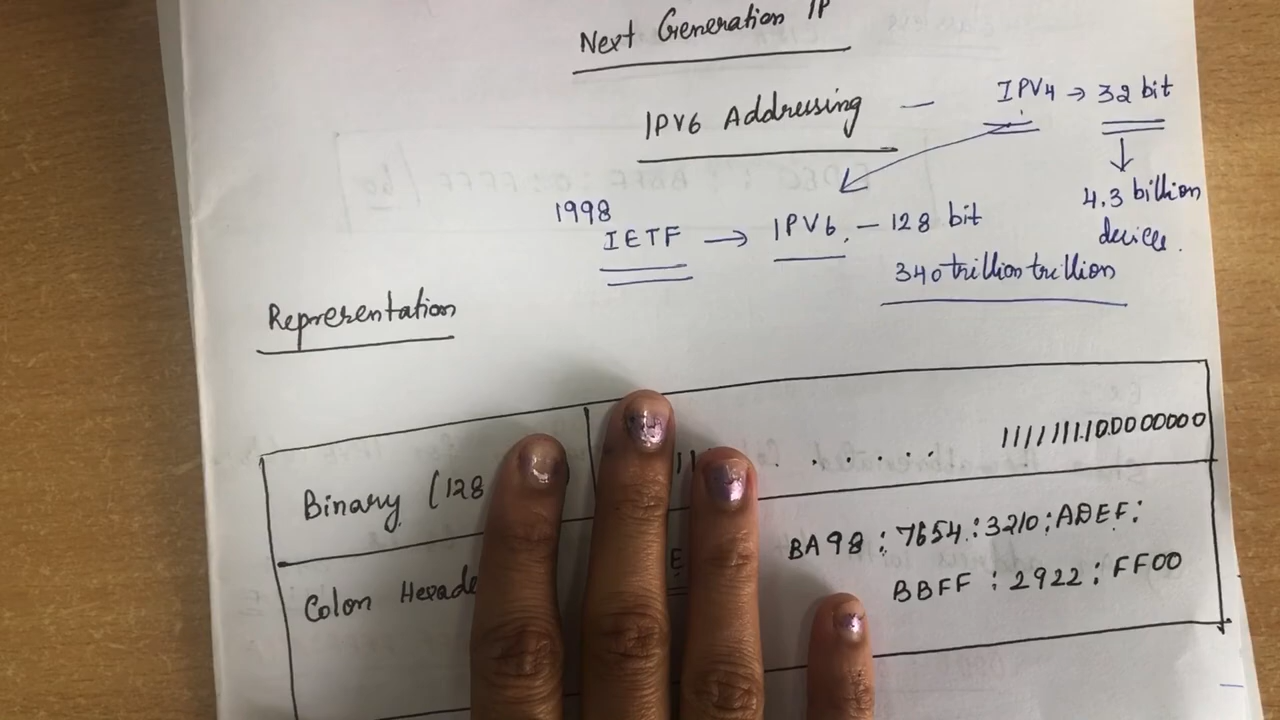 Next Generation IP
IPV6 Addressing - IPV4 → 32 bit
4.3 billion
1998
IETF → IPV6. - 128 bit
340 trillion trillion
Representation
Binary (128
1111111100000000
Colon Hexade
E BA98 : 7654 : 3210 : ADEF :
BBFF : 2922 : FF00